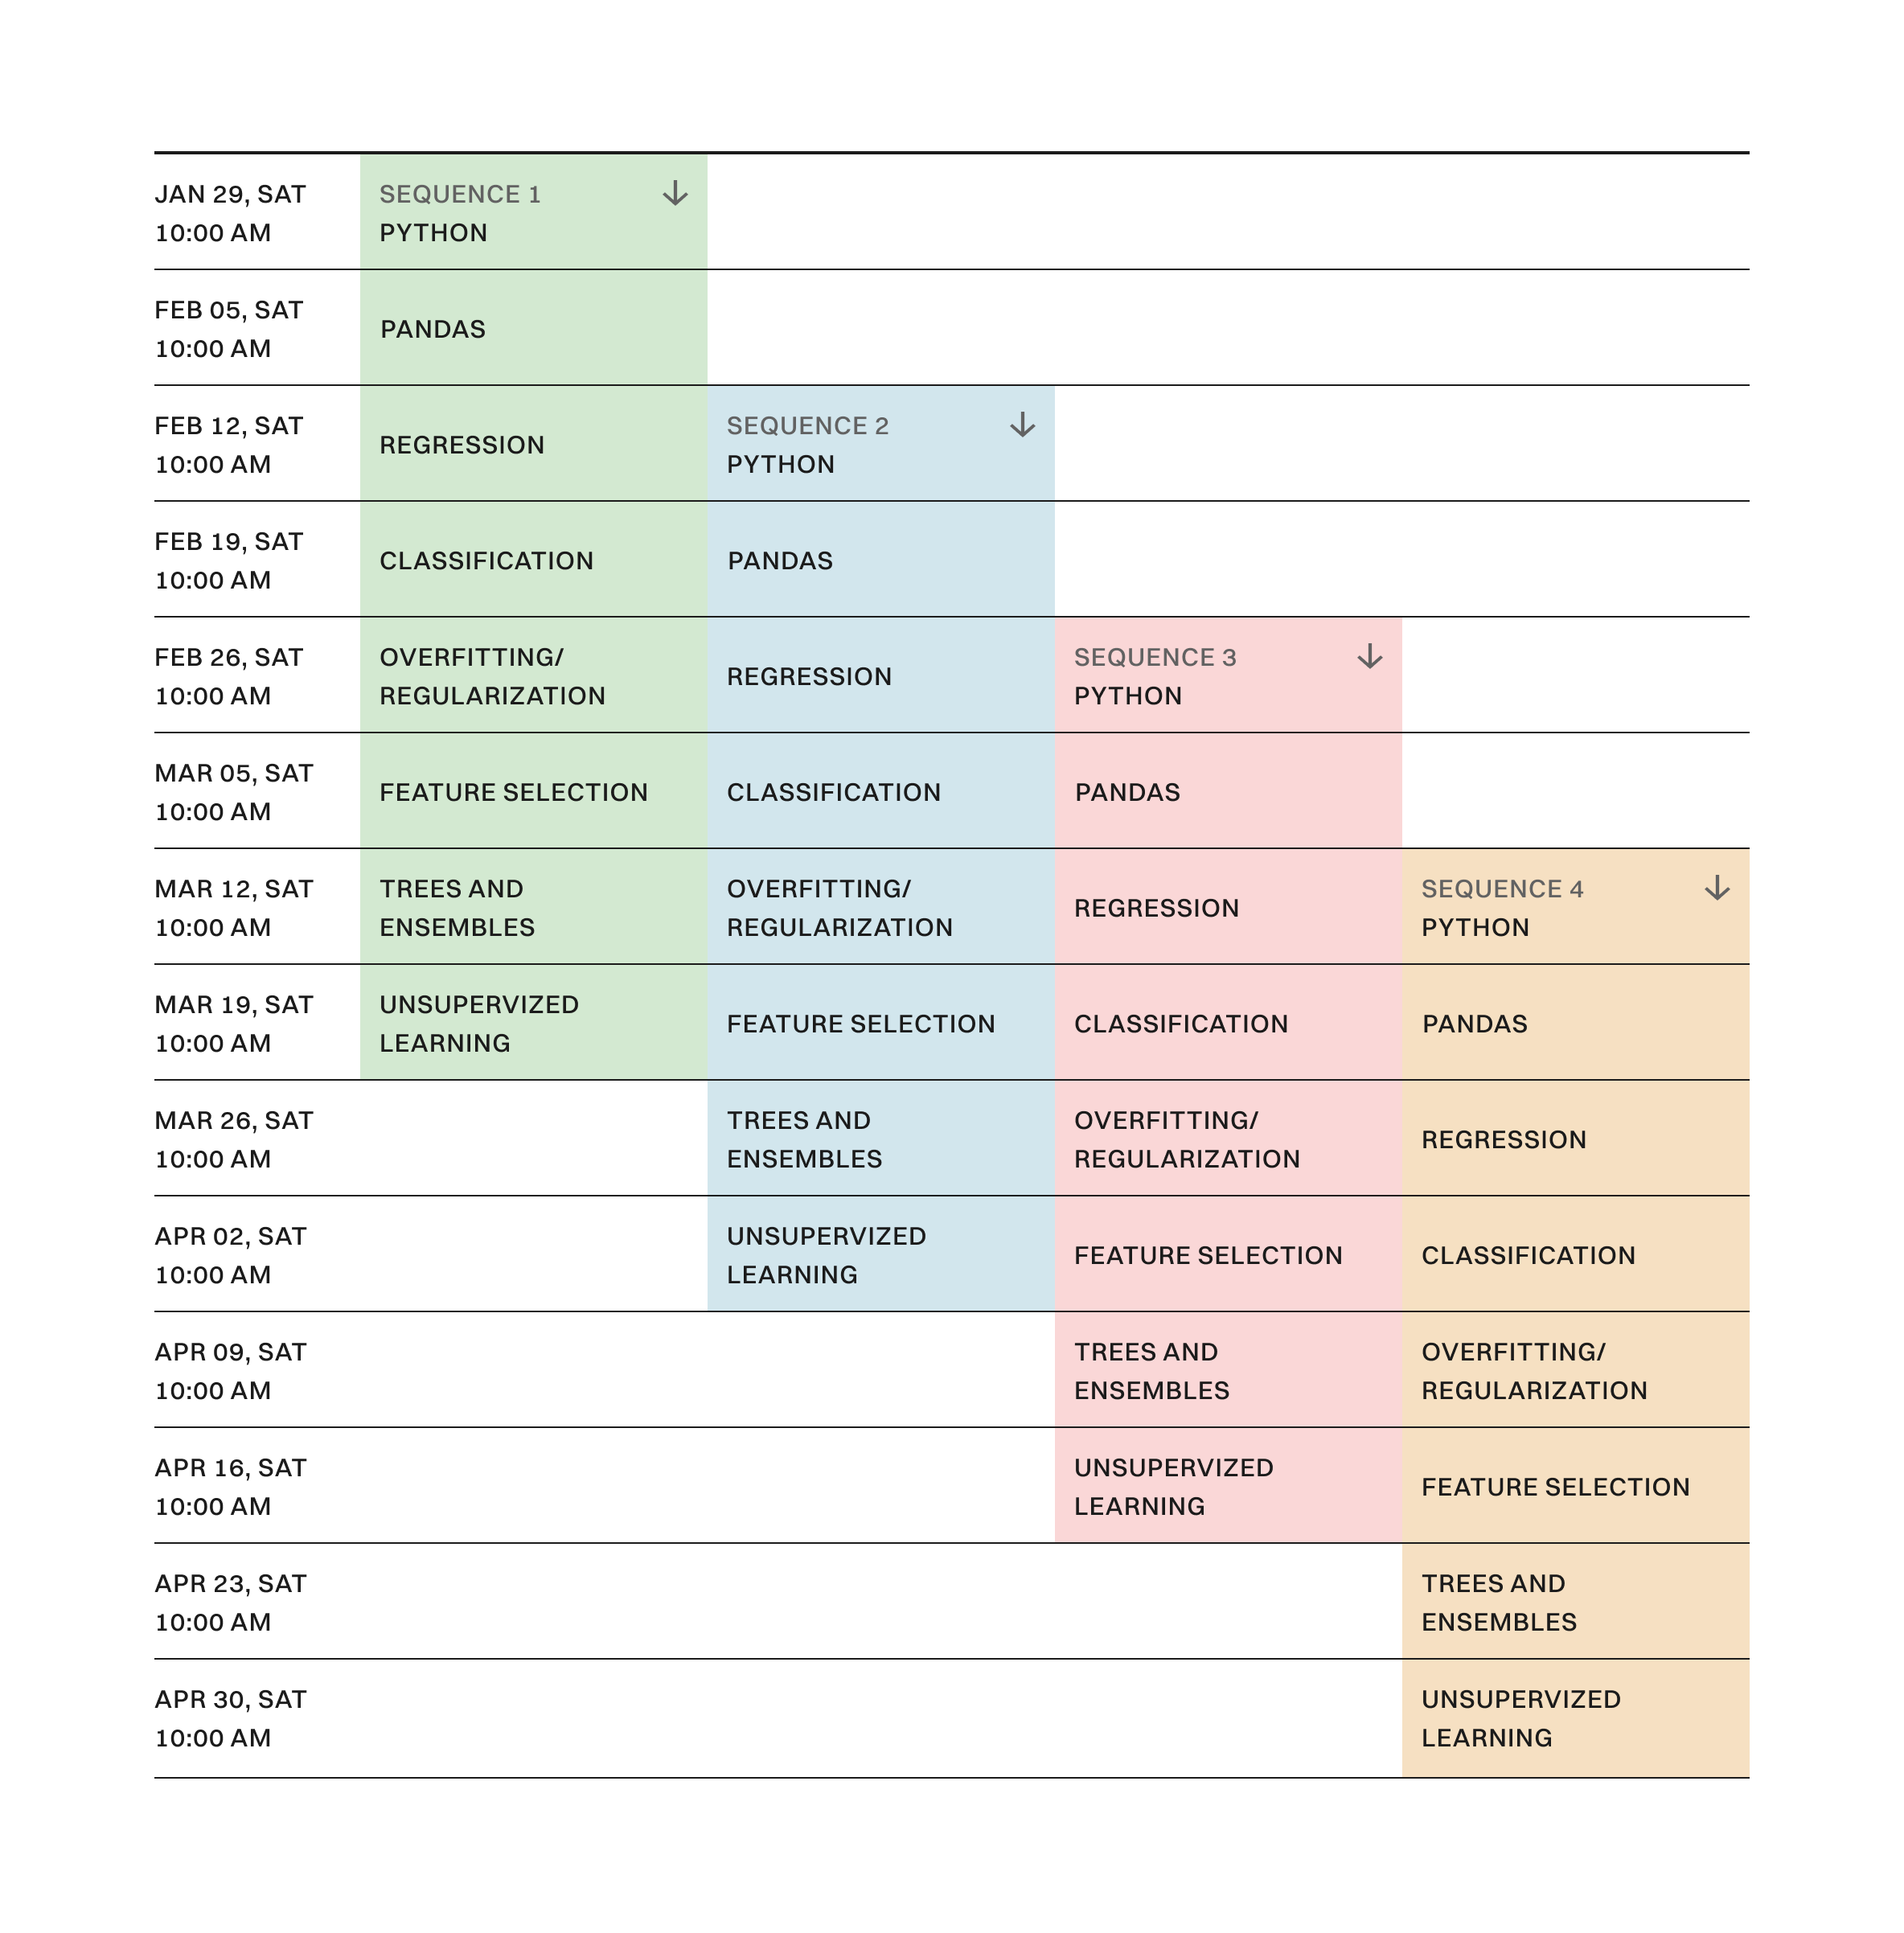 JAN 29, SAT
10:00 AM
SEQUENCE 1
PYTHON
FEB 05, SAT
10:00 AM
PANDAS
FEB 12, SAT
10:00 AM
REGRESSION
SEQUENCE 2
PYTHON
FEB 19, SAT
10:00 AM
CLASSIFICATION
PANDAS
FEB 26, SAT
10:00 AM
OVERFITTING/
REGULARIZATION
REGRESSION
SEQUENCE 3
PYTHON
MAR 05, SAT
10:00 AM
FEATURE SELECTION
CLASSIFICATION
PANDAS
MAR 12, SAT
10:00 AM
TREES AND
ENSEMBLES
OVERFITTING/
REGULARIZATION
REGRESSION
SEQUENCE 4
PYTHON
MAR 19, SAT
10:00 AM
UNSUPERVIZED
LEARNING
FEATURE SELECTION
CLASSIFICATION
PANDAS
MAR 26, SAT
10:00 AM
TREES AND
ENSEMBLES
OVERFITTING/
REGULARIZATION
REGRESSION
APR 02, SAT
10:00 AM
UNSUPERVIZED
LEARNING
FEATURE SELECTION
CLASSIFICATION
APR 09, SAT
10:00 AM
TREES AND
ENSEMBLES
OVERFITTING/
REGULARIZATION
APR 16, SAT
10:00 AM
UNSUPERVIZED
LEARNING
FEATURE SELECTION
APR 23, SAT
10:00 AM
TREES AND
ENSEMBLES
APR 30, SAT
10:00 AM
UNSUPERVIZED
LEARNING